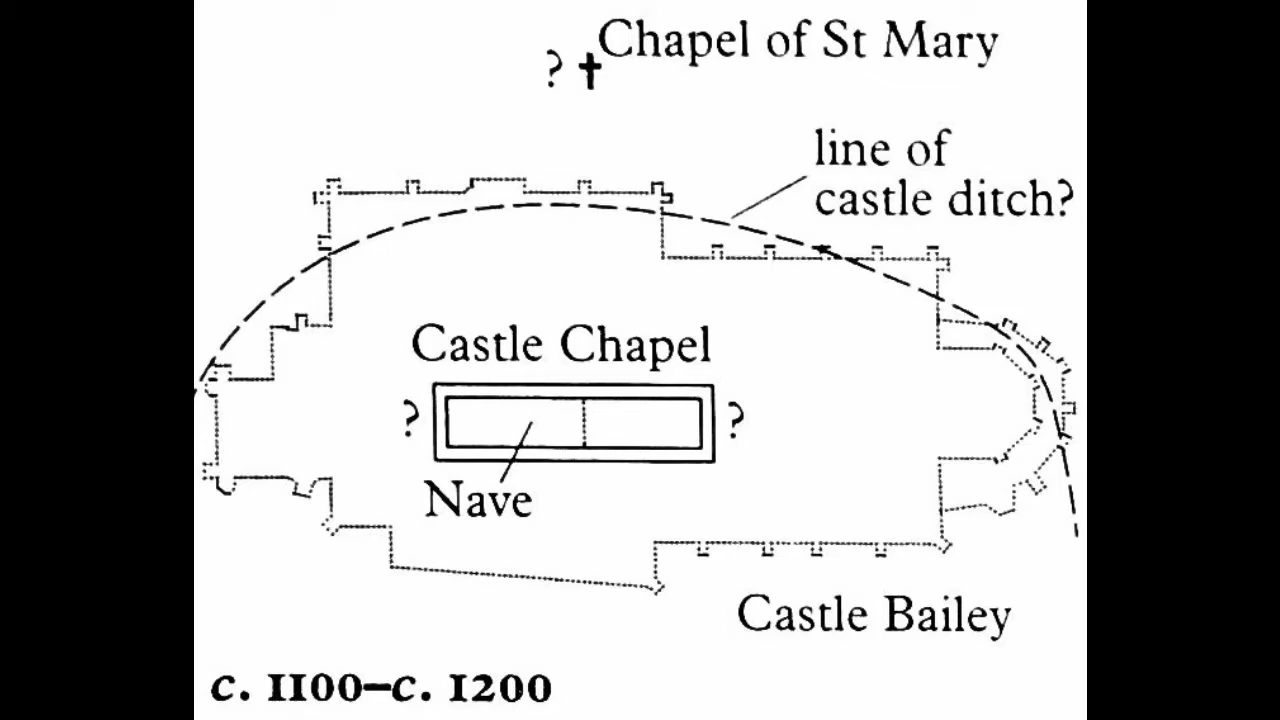 Chapel of St Mary
? ✝
line of
castle ditch?
Castle Chapel
? ?
Nave
Castle Bailey
c. 1100–c. 1200